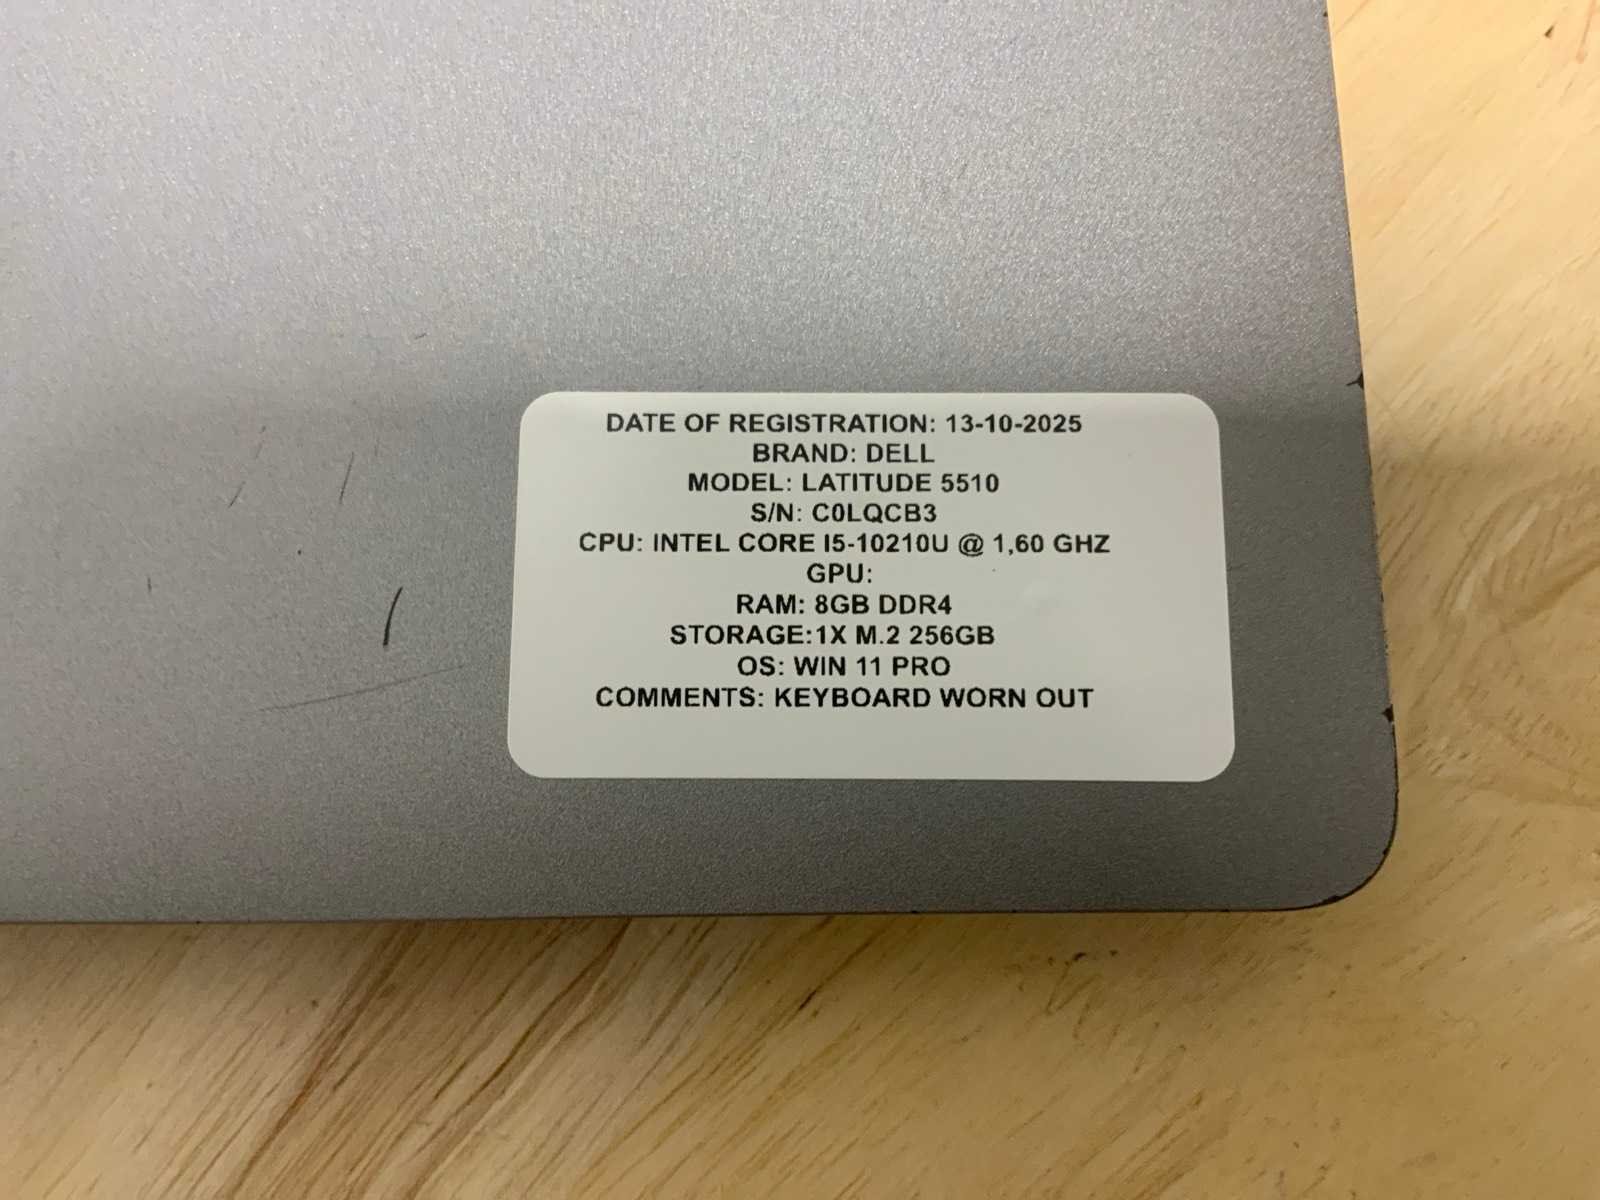 DATE OF REGISTRATION: 13-10-2025
BRAND: DELL
MODEL: LATITUDE 5510
S/N: C0LQCB3
CPU: INTEL CORE I5-10210U @ 1,60 GHZ
GPU:
RAM: 8GB DDR4
STORAGE:1X M.2 256GB
OS: WIN 11 PRO
COMMENTS: KEYBOARD WORN OUT